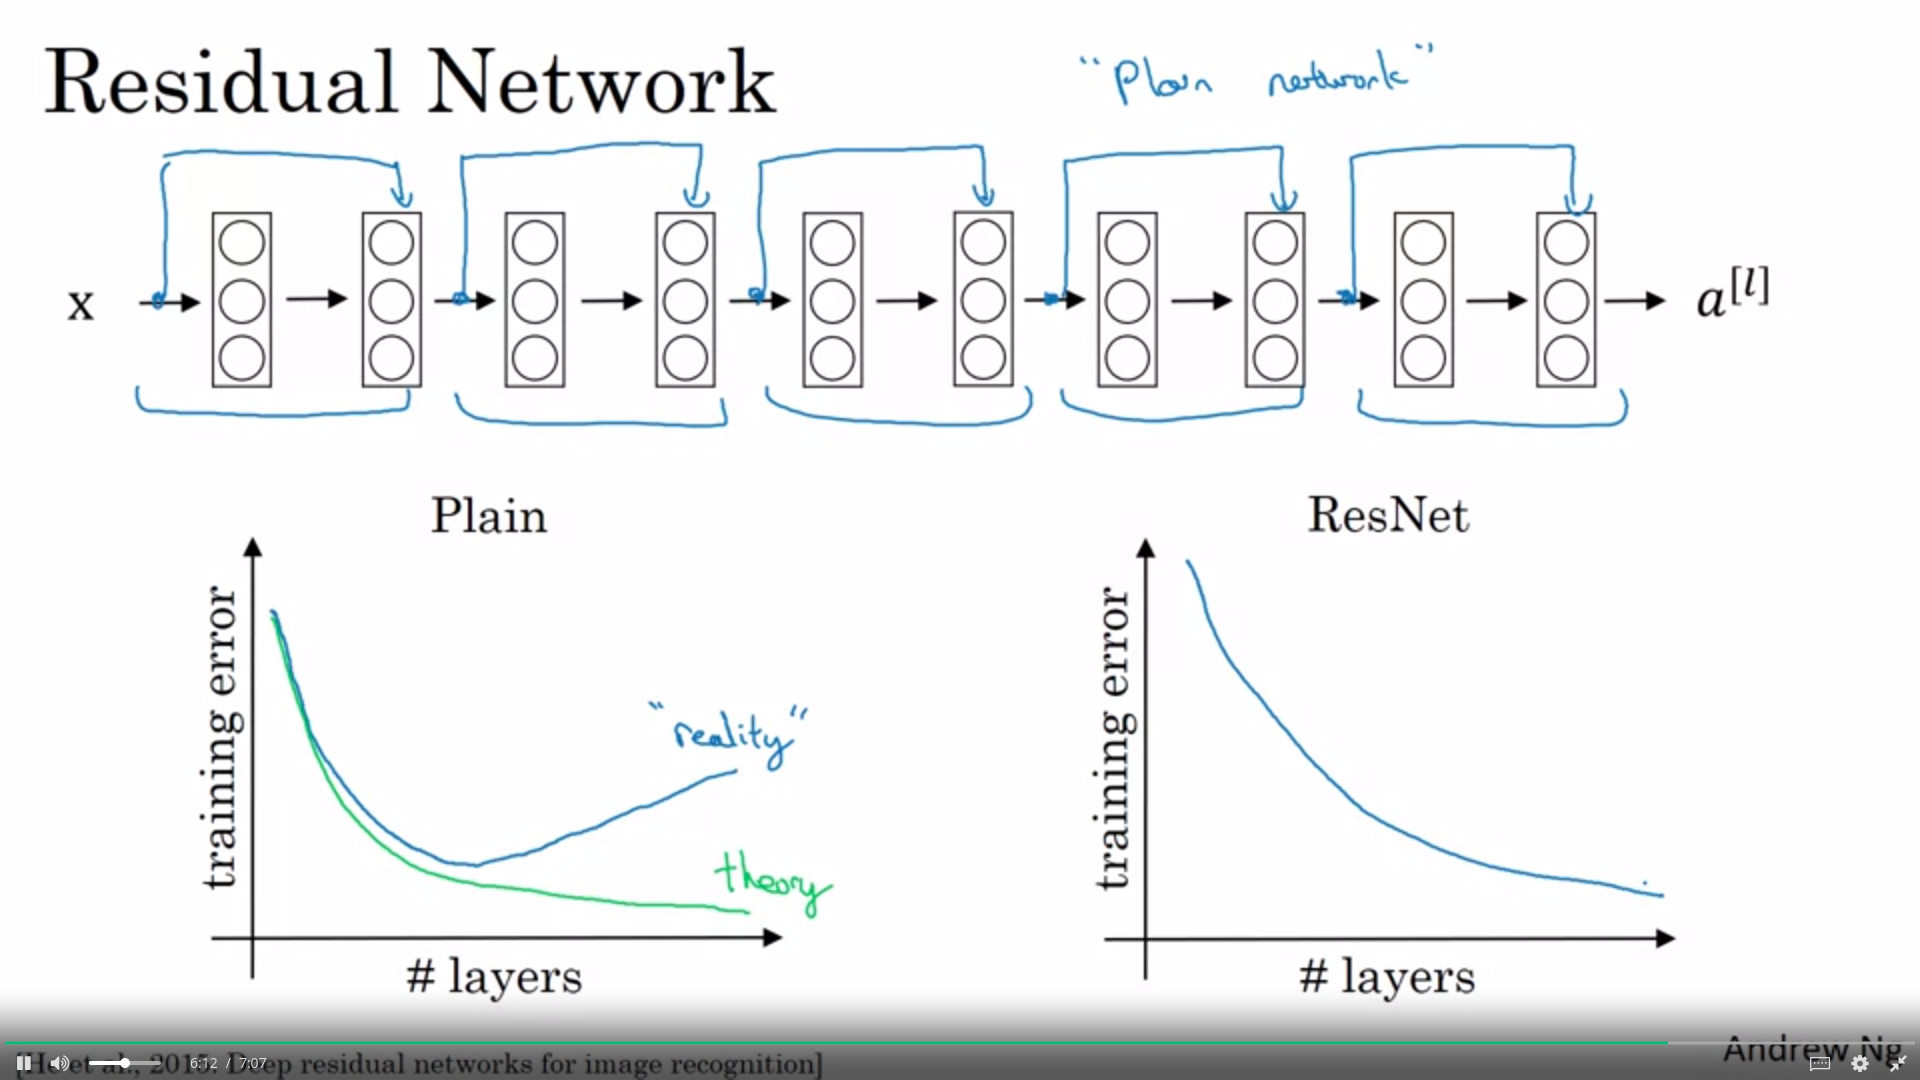 Residual Network
"Plain network"
x
a[l]
Plain
ResNet
training error
"reality"
theory
# layers
training error
# layers
Andrew Ng
[He et al., 2015. Deep residual networks for image recognition]
6:12 / 7:07